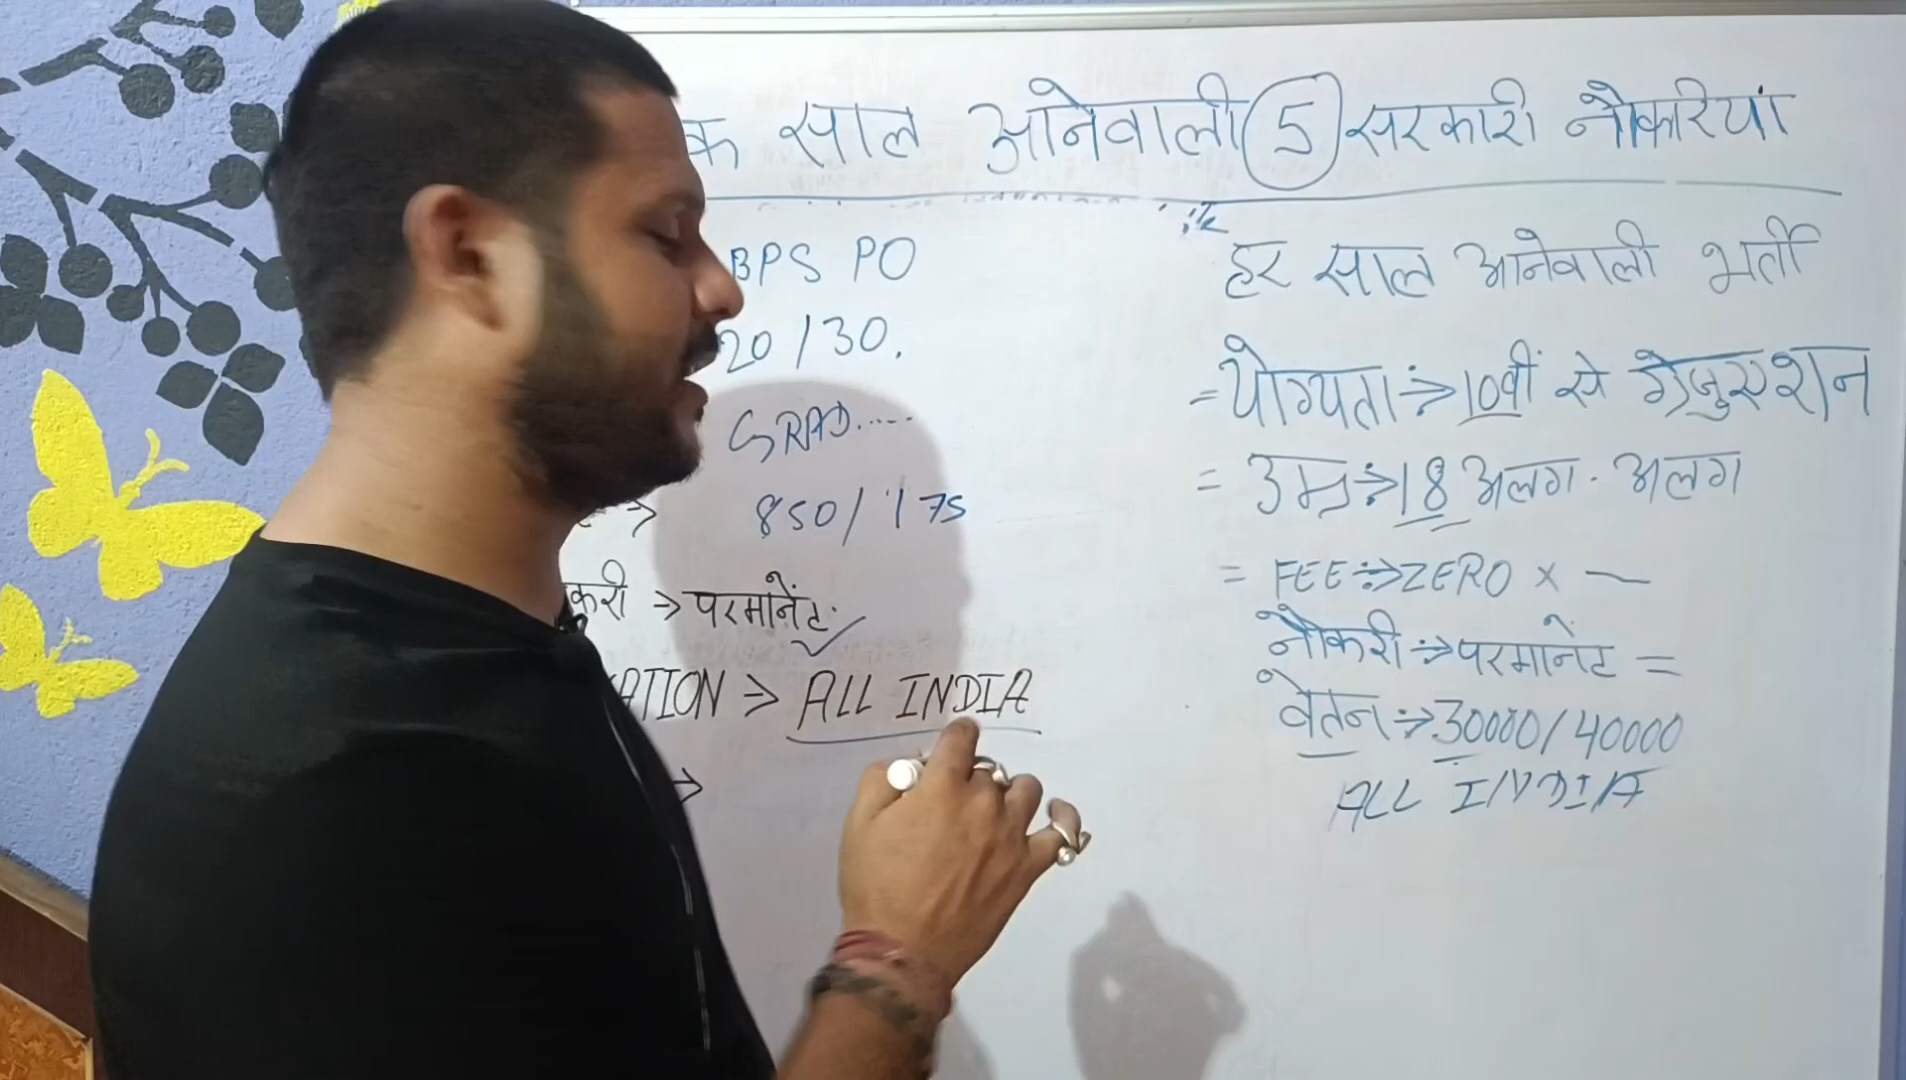 क साल आनेवाली 5 सरकारी नौकरियां
BPS PO
20/30.
GRAD.....
→ 850/175
करी → परमानेंट.
ATION → ALL INDIA
→
हर साल आनेवाली भर्ती
= योग्यता → 10वीं से ग्रेजुएशन
= उम्र → 18 अलग. अलग
= FEE → ZERO x —
नौकरी → परमानेंट =
वेतन → 30000/40000
ALL INDIA